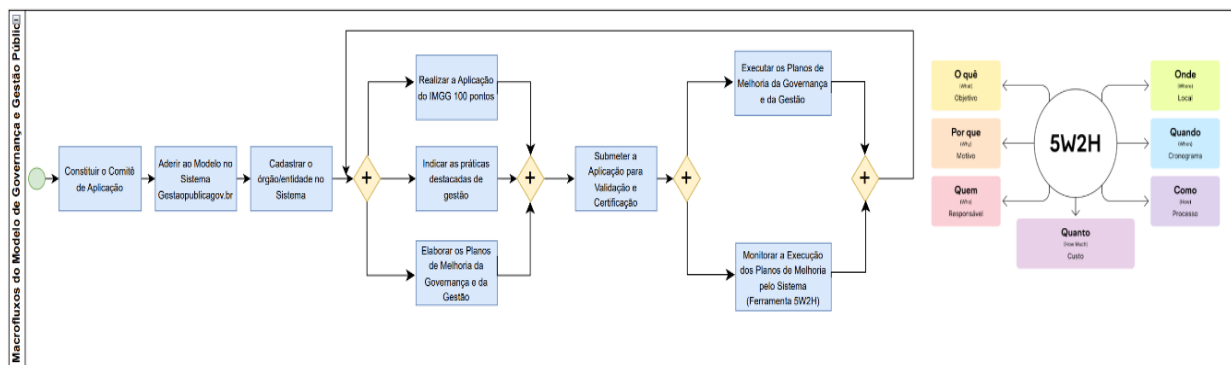 Macrofluxos do Modelo de Governança e Gestão Públic
Constituir o Comitê
de Aplicação
Aderir ao Modelo no
Sistema
Gestaopublicagov.br
Cadastrar o
órgão/entidade no
Sistema
Realizar a Aplicação
do IMGG 100 pontos
Indicar as práticas
destacadas de
gestão
Elaborar os Planos
de Melhoria da
Governança e da
Gestão
Submeter a
Aplicação para
Validação e
Certificação
Executar os Planos de
Melhoria da Governança
e da Gestão
Monitorar a Execução
dos Planos de Melhoria
pelo Sistema
(Ferramenta 5W2H)
5W2H
O quê
(What)
Objetivo
Por que
(Why)
Motivo
Quem
(Who)
Responsável
Quanto
(How Much)
Custo
Onde
(Where)
Local
Quando
(When)
Cronograma
Como
(How)
Processo